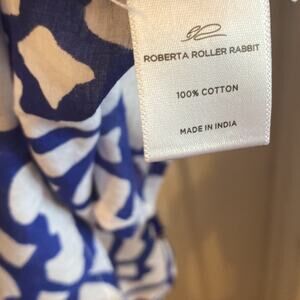 ROBERTA ROLLER RABBIT
100% COTTON
MADE IN INDIA